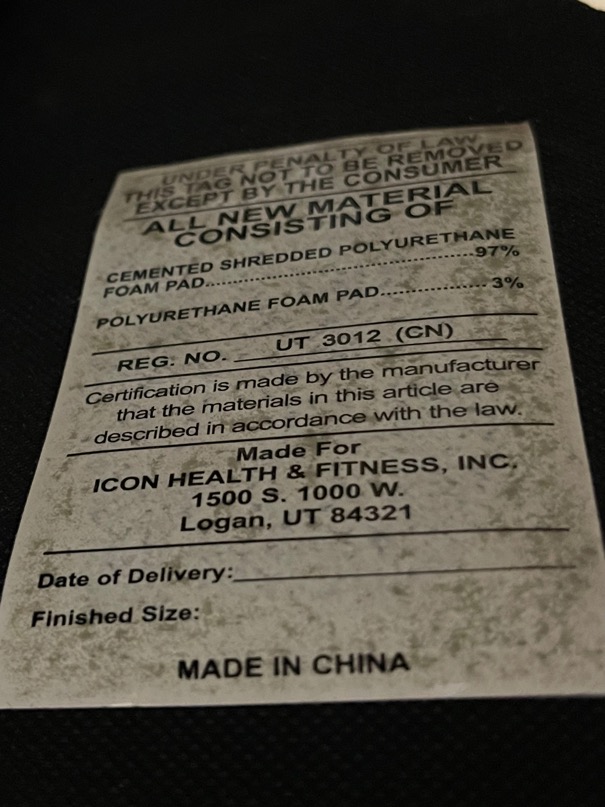 UNDER PENALTY OF LAW
THIS TAG NOT TO BE REMOVED
EXCEPT BY THE CONSUMER
ALL NEW MATERIAL
CONSISTING OF
CEMENTED SHREDDED POLYURETHANE
FOAM PAD..............................................97%
POLYURETHANE FOAM PAD.................3%
REG. NO. UT 3012 (CN)
Certification is made by the manufacturer
that the materials in this article are
described in accordance with the law.
Made For
ICON HEALTH & FITNESS, INC.
1500 S. 1000 W.
Logan, UT 84321
Date of Delivery:
Finished Size:
MADE IN CHINA